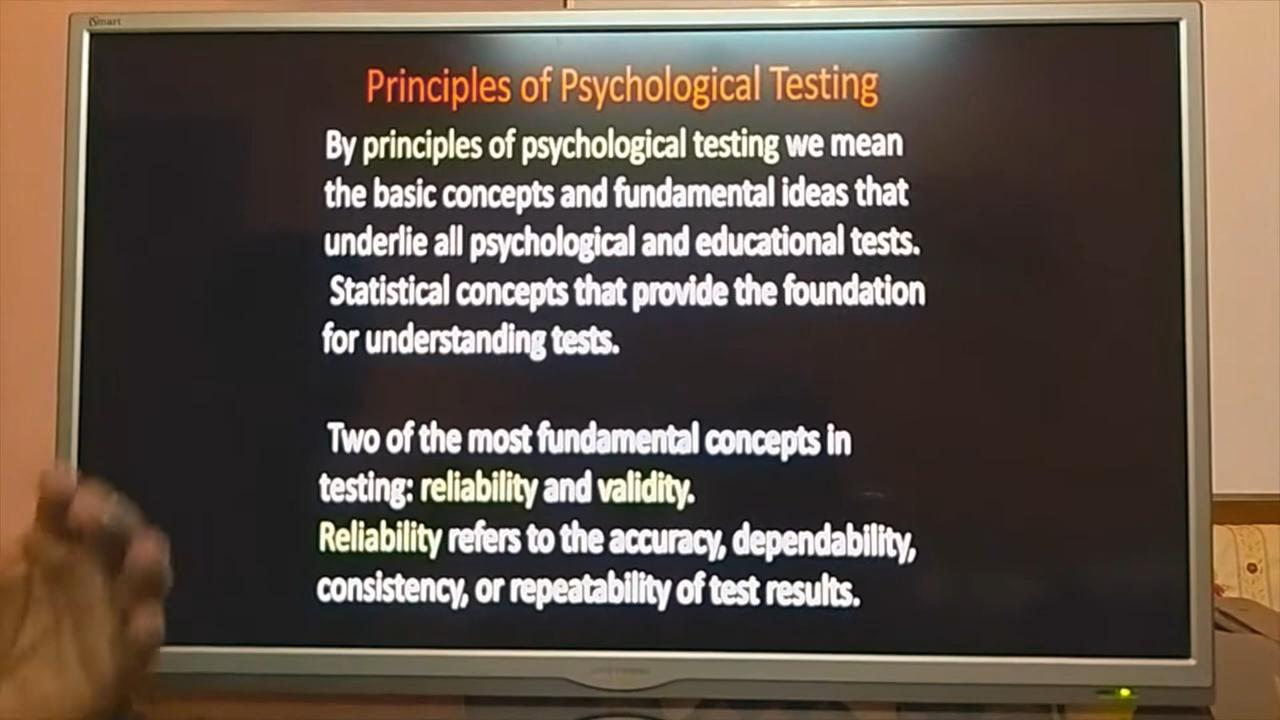 iSmart
Principles of Psychological Testing
By principles of psychological testing we mean
the basic concepts and fundamental ideas that
underlie all psychological and educational tests.
Statistical concepts that provide the foundation
for understanding tests.
Two of the most fundamental concepts in
testing: reliability and validity.
Reliability refers to the accuracy, dependability,
consistency, or repeatability of test results.